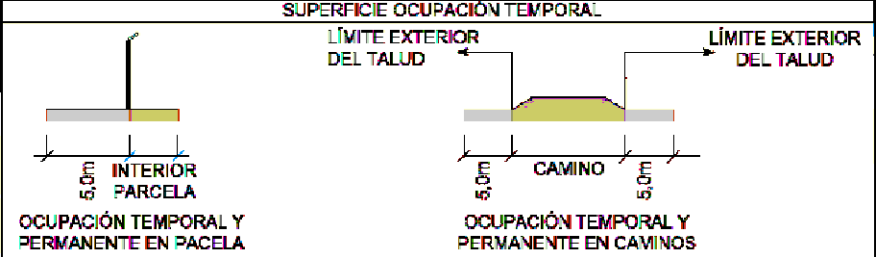 SUPERFICIE OCUPACIÓN TEMPORAL
LÍMITE EXTERIOR
DEL TALUD
LÍMITE EXTERIOR
DEL TALUD
5,0m
INTERIOR
PARCELA
5,0m
CAMINO
5,0m
OCUPACIÓN TEMPORAL Y
PERMANENTE EN PACELA
OCUPACIÓN TEMPORAL Y
PERMANENTE EN CAMINOS